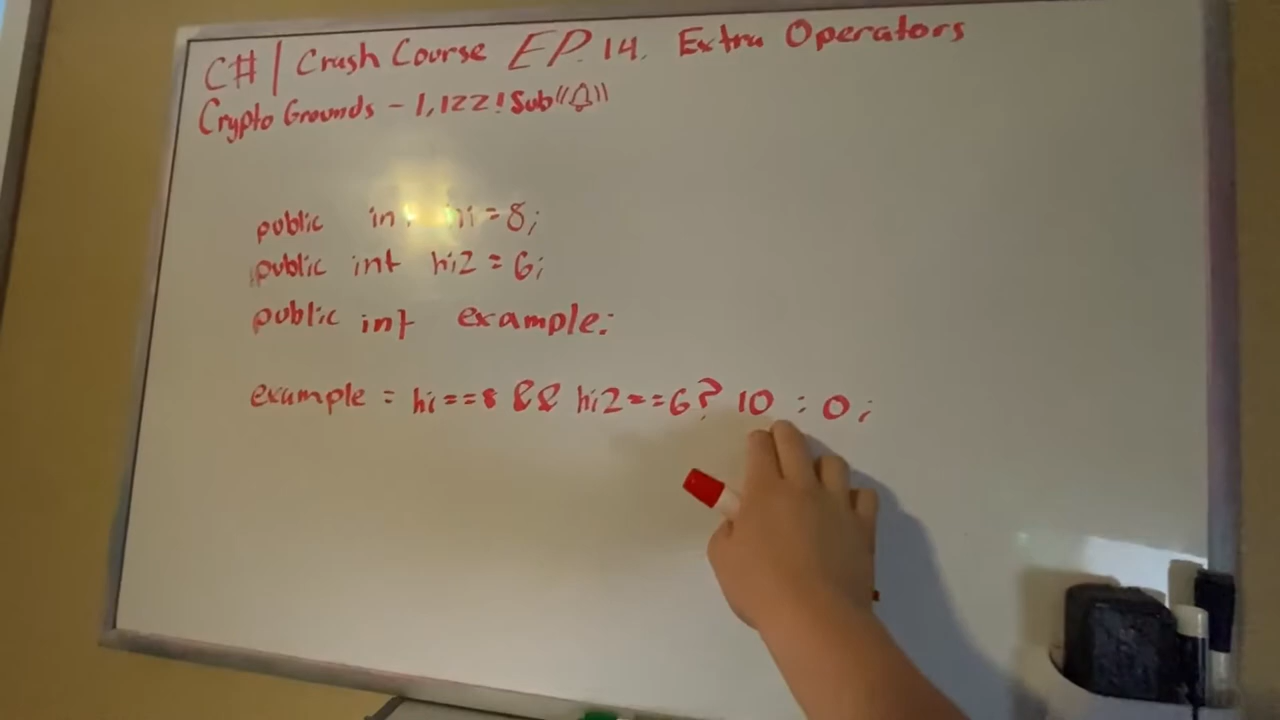 C# | Crash Course EP. 14. Extra Operators
Crypto Grounds - 1,122! Sub
public int hi = 8;
public int hi2 = 6;
public int example:
example = hi==8 && hi2==6? 10 : 0;